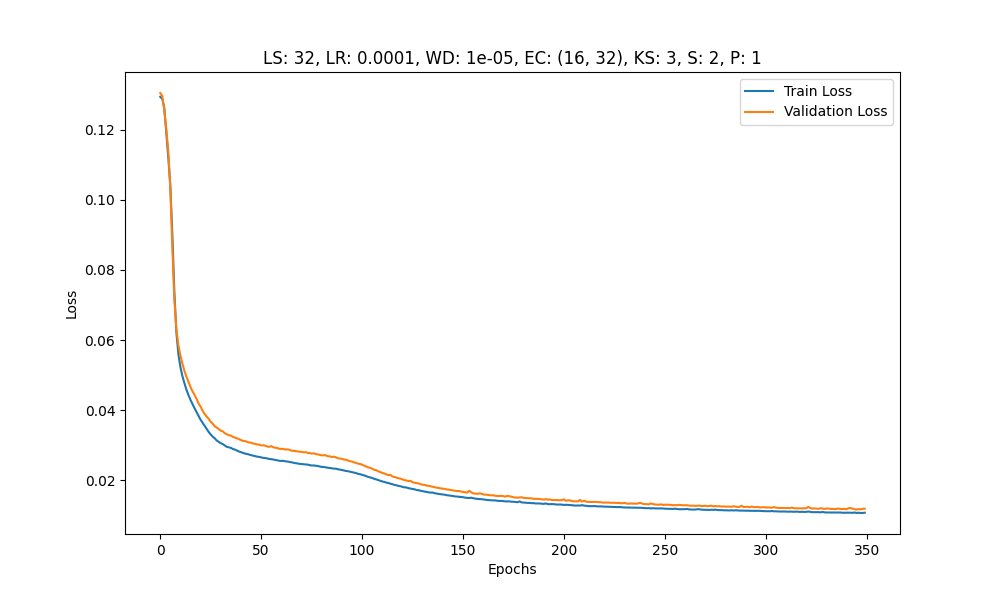 LS: 32, LR: 0.0001, WD: 1e-05, EC: (16, 32), KS: 3, S: 2, P: 1
Train Loss
Validation Loss
0.12
0.10
0.08
0.06
0.04
0.02
Loss
0 50 100 150 200 250 300 350
Epochs